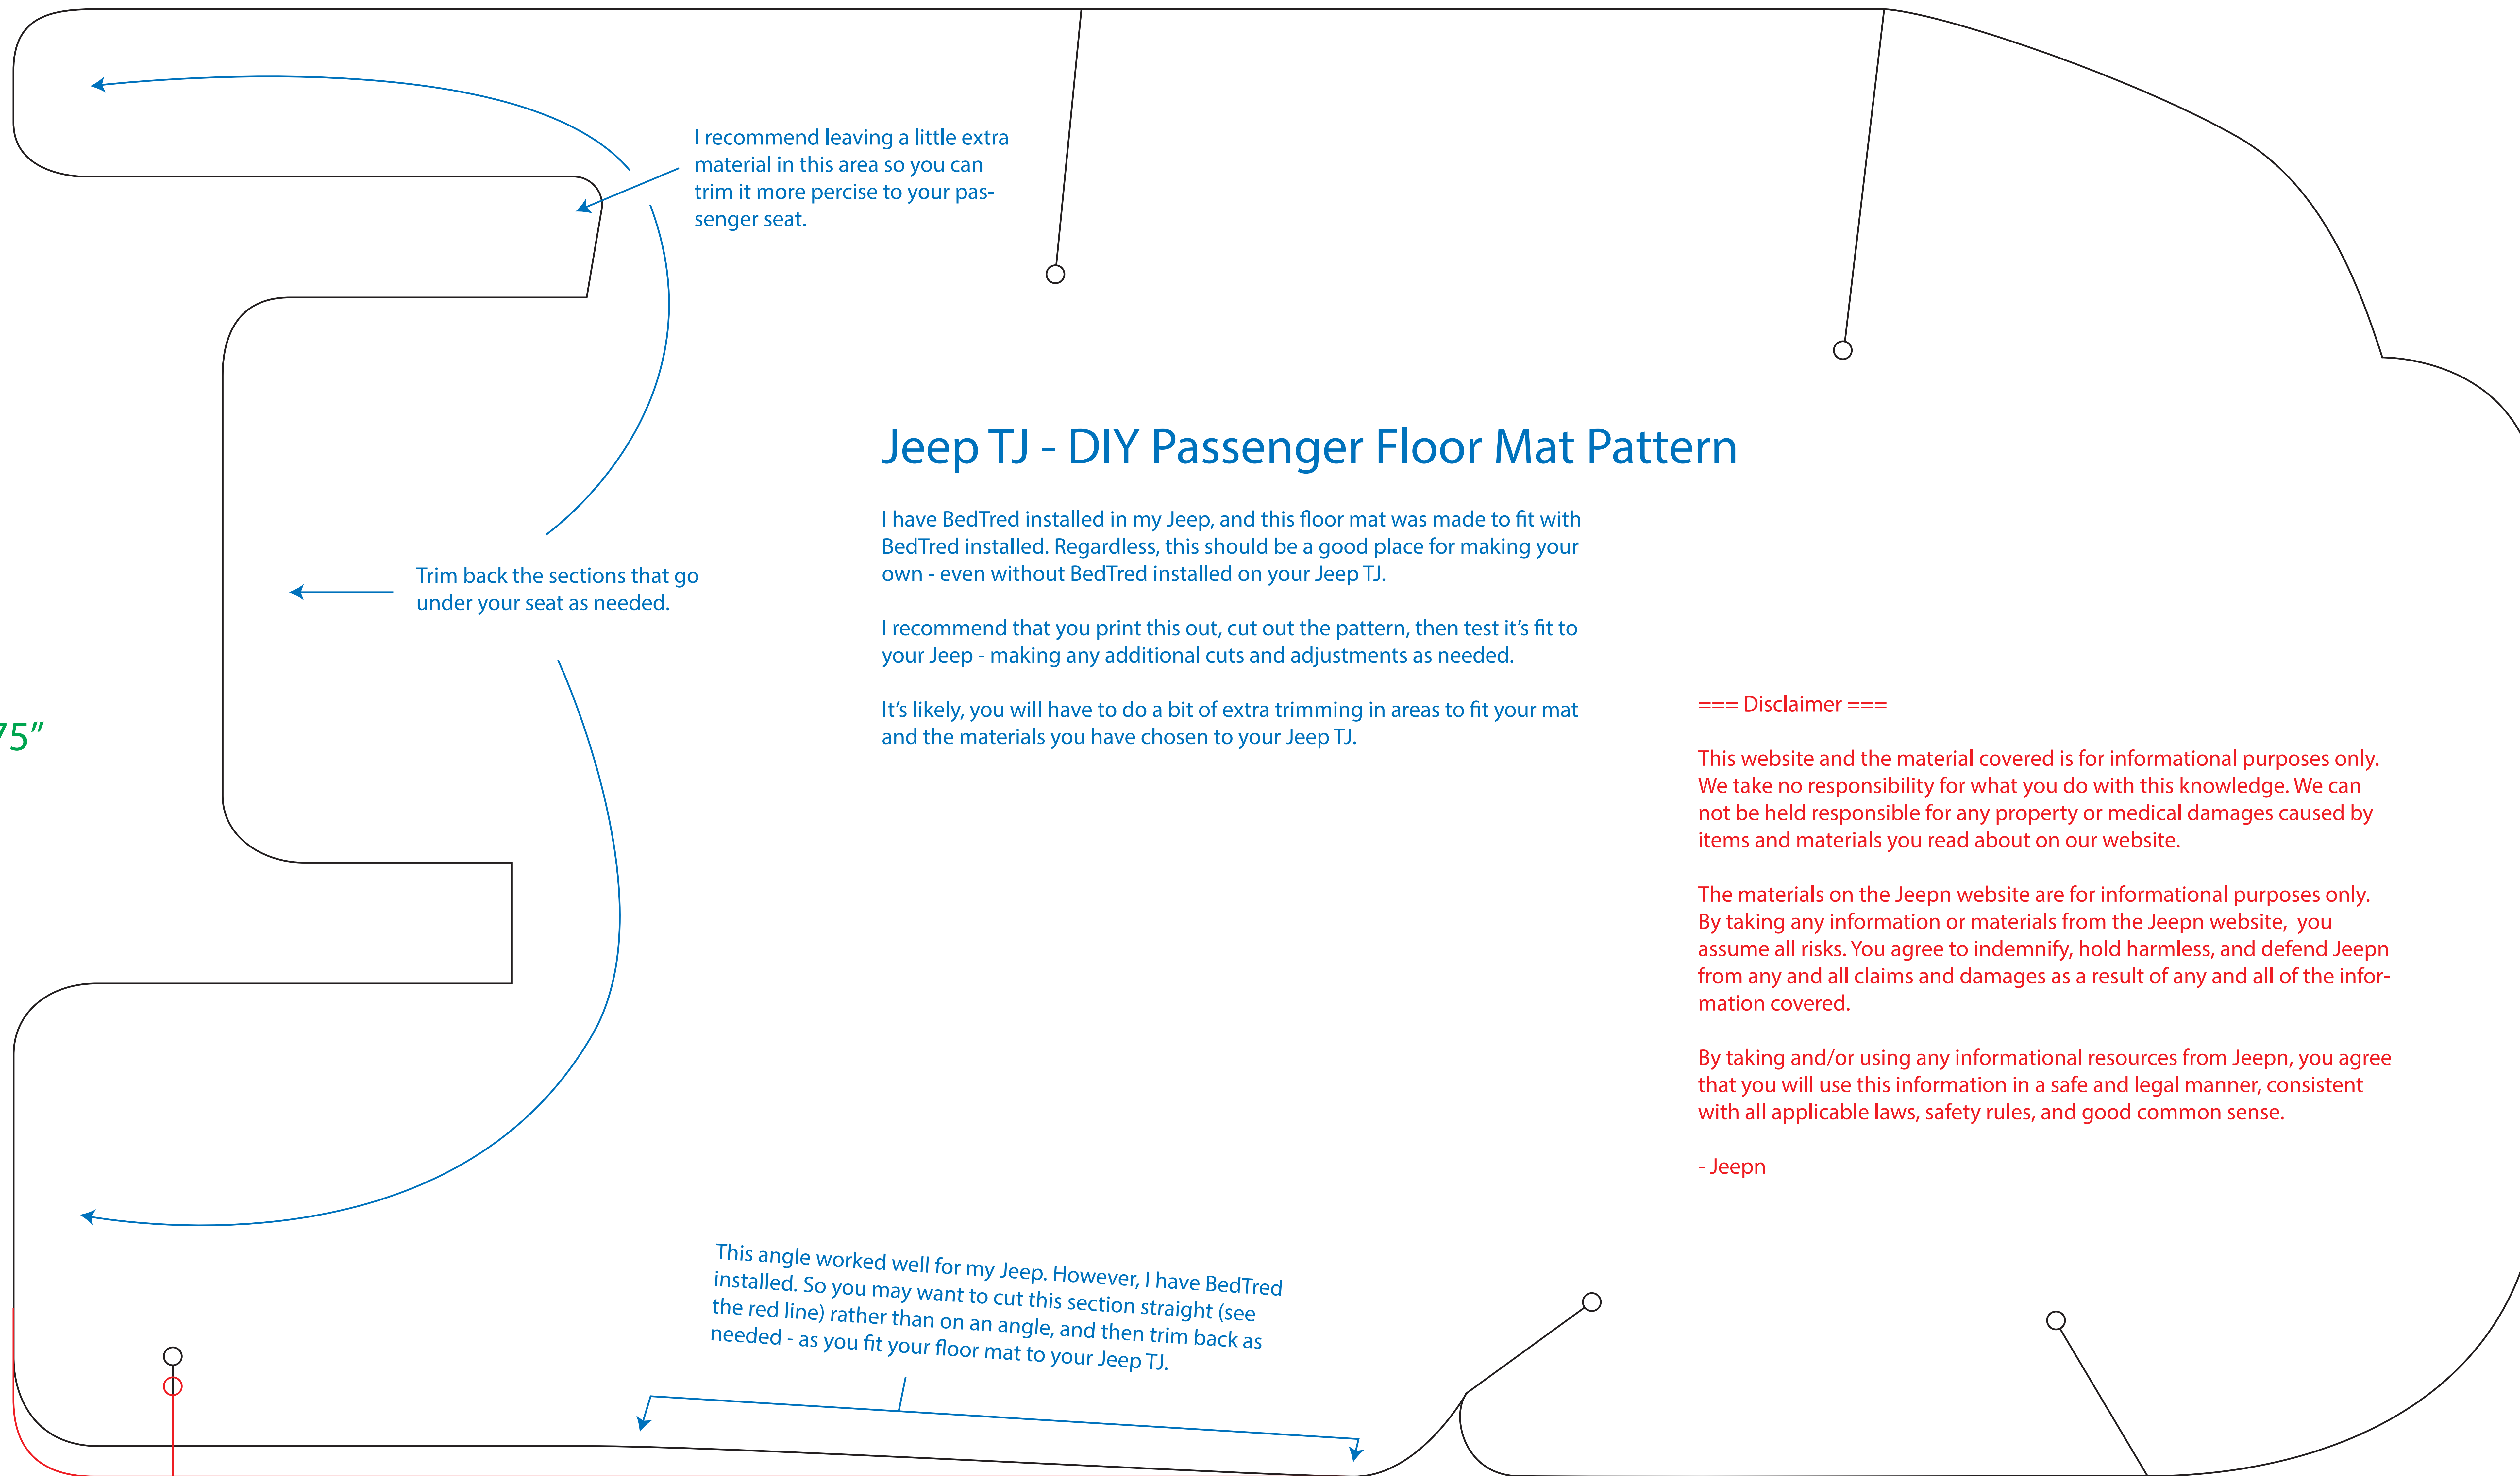 I recommend leaving a little extra
material in this area so you can
trim it more percise to your pas-
senger seat.
Jeep TJ - DIY Passenger Floor Mat Pattern
I have BedTred installed in my Jeep, and this floor mat was made to fit with
BedTred installed. Regardless, this should be a good place for making your
own - even without BedTred installed on your Jeep TJ.
I recommend that you print this out, cut out the pattern, then test it’s fit to
your Jeep - making any additional cuts and adjustments as needed.
It’s likely, you will have to do a bit of extra trimming in areas to fit your mat
and the materials you have chosen to your Jeep TJ.
Trim back the sections that go
under your seat as needed.
75”
=== Disclaimer ===
This website and the material covered is for informational purposes only.
We take no responsibility for what you do with this knowledge. We can
not be held responsible for any property or medical damages caused by
items and materials you read about on our website.
The materials on the Jeepn website are for informational purposes only.
By taking any information or materials from the Jeepn website,  you
assume all risks. You agree to indemnify, hold harmless, and defend Jeepn
from any and all claims and damages as a result of any and all of the infor-
mation covered.
By taking and/or using any informational resources from Jeepn, you agree
that you will use this information in a safe and legal manner, consistent
with all applicable laws, safety rules, and good common sense.
- Jeepn
This angle worked well for my Jeep. However, I have BedTred
installed. So you may want to cut this section straight (see
the red line) rather than on an angle, and then trim back as
needed - as you fit your floor mat to your Jeep TJ.